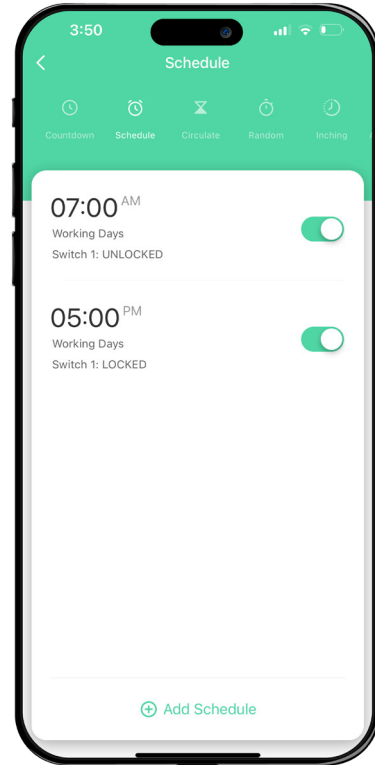 3:50
Schedule
Countdown Schedule Circulate Random Inching
07:00 AM
Working Days
Switch 1: UNLOCKED
05:00 PM
Working Days
Switch 1: LOCKED
Add Schedule